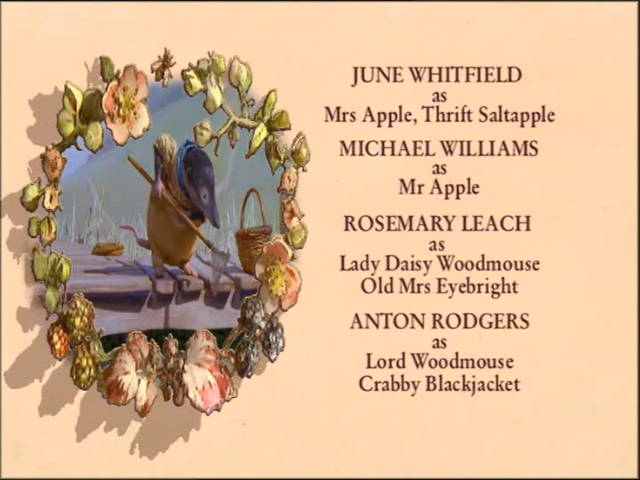 JUNE WHITFIELD
as
Mrs Apple, Thrift Saltapple
MICHAEL WILLIAMS
as
Mr Apple
ROSEMARY LEACH
as
Lady Daisy Woodmouse
Old Mrs Eyebright
ANTON RODGERS
as
Lord Woodmouse
Crabby Blackjacket